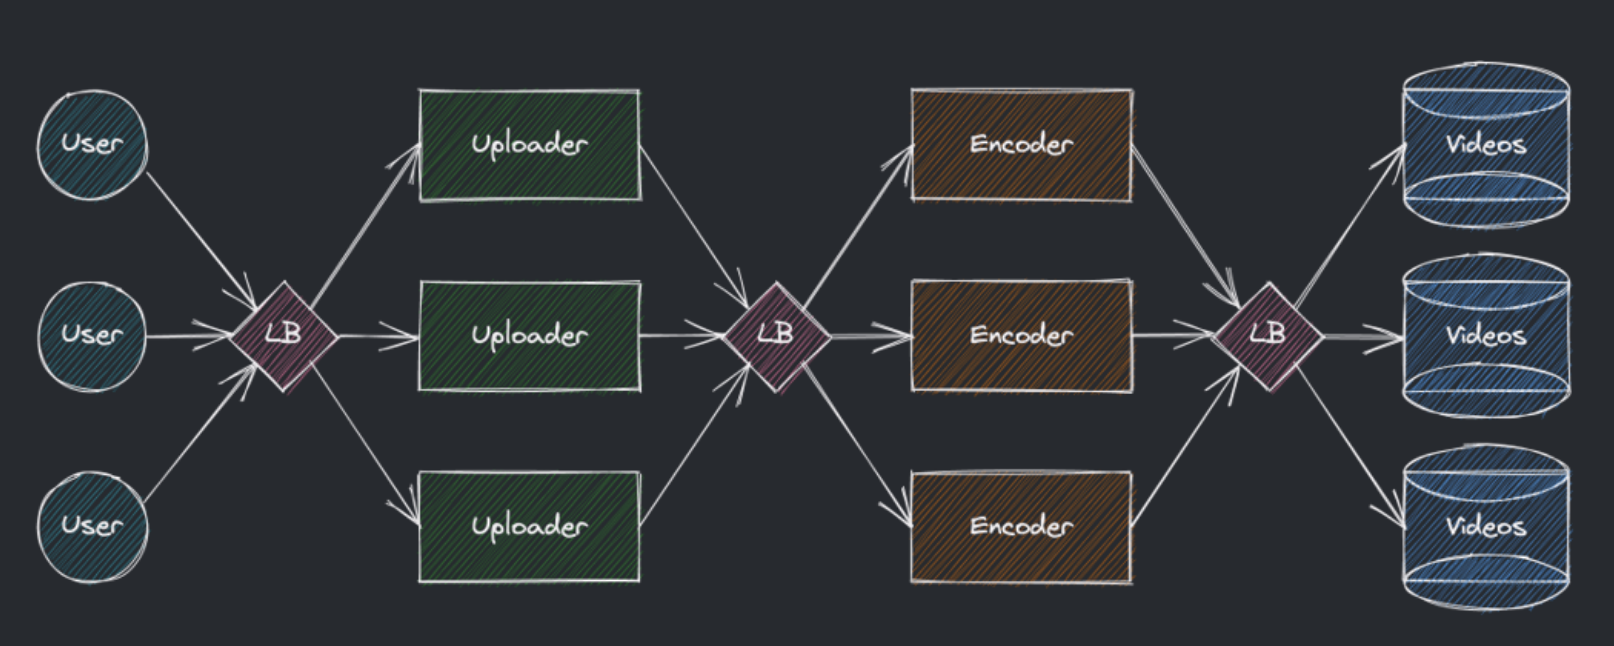 User
Uploader
Encoder
Videos
User
LB
Uploader
LB
Encoder
LB
Videos
User
Uploader
Encoder
Videos